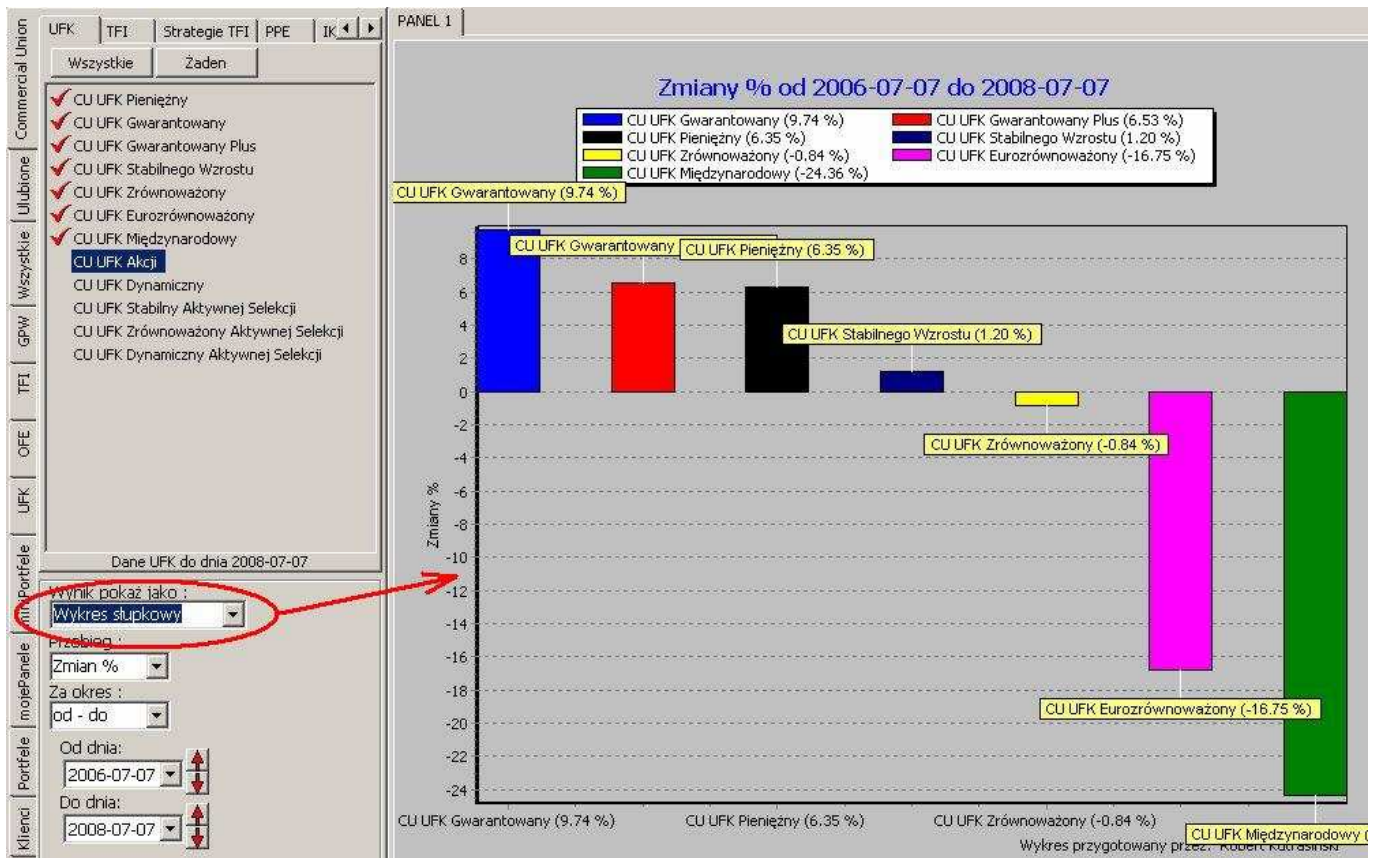 Commercial Union
Ulubione
Wszystkie
GPW
TFI
OFE
UFK
Portfele
mojePanele
Portfele
Klienci
UFK
TFI
Strategie TFI
PPE
IK
Wszystkie
Żaden
CU UFK Pieniężny
CU UFK Gwarantowany
CU UFK Gwarantowany Plus
CU UFK Stabilnego Wzrostu
CU UFK Zrównoważony
CU UFK Eurozrównoważony
CU UFK Międzynarodowy
CU UFK Akcji
CU UFK Dynamiczny
CU UFK Stabilny Aktywnej Selekcji
CU UFK Zrównoważony Aktywnej Selekcji
CU UFK Dynamiczny Aktywnej Selekcji
Dane UFK do dnia 2008-07-07
Wynik pokaż jako :
Wykres słupkowy
Przebieg :
Zmian %
Za okres :
od - do
Od dnia:
2006-07-07
Do dnia:
2008-07-07
PANEL 1
Zmiany % od 2006-07-07 do 2008-07-07
CU UFK Gwarantowany (9.74 %)
CU UFK Gwarantowany Plus (6.53 %)
CU UFK Pieniężny (6.35 %)
CU UFK Stabilnego Wzrostu (1.20 %)
CU UFK Zrównoważony (-0.84 %)
CU UFK Eurozrównoważony (-16.75 %)
CU UFK Międzynarodowy (-24.36 %)
CU UFK Gwarantowany (9.74 %)
CU UFK Gwarantowany
CU UFK Pieniężny (6.35 %)
CU UFK Stabilnego Wzrostu (1.20 %)
CU UFK Zrównoważony (-0.84 %)
CU UFK Eurozrównoważony (-16.75 %)
Zmiany %
8
6
4
2
0
-2
-4
-6
-8
-10
-12
-14
-16
-18
-20
-22
-24
CU UFK Gwarantowany (9.74 %)
CU UFK Pieniężny (6.35 %)
CU UFK Zrównoważony (-0.84 %)
CU UFK Międzynarodowy (
Wykres przygotowany przez: Robert